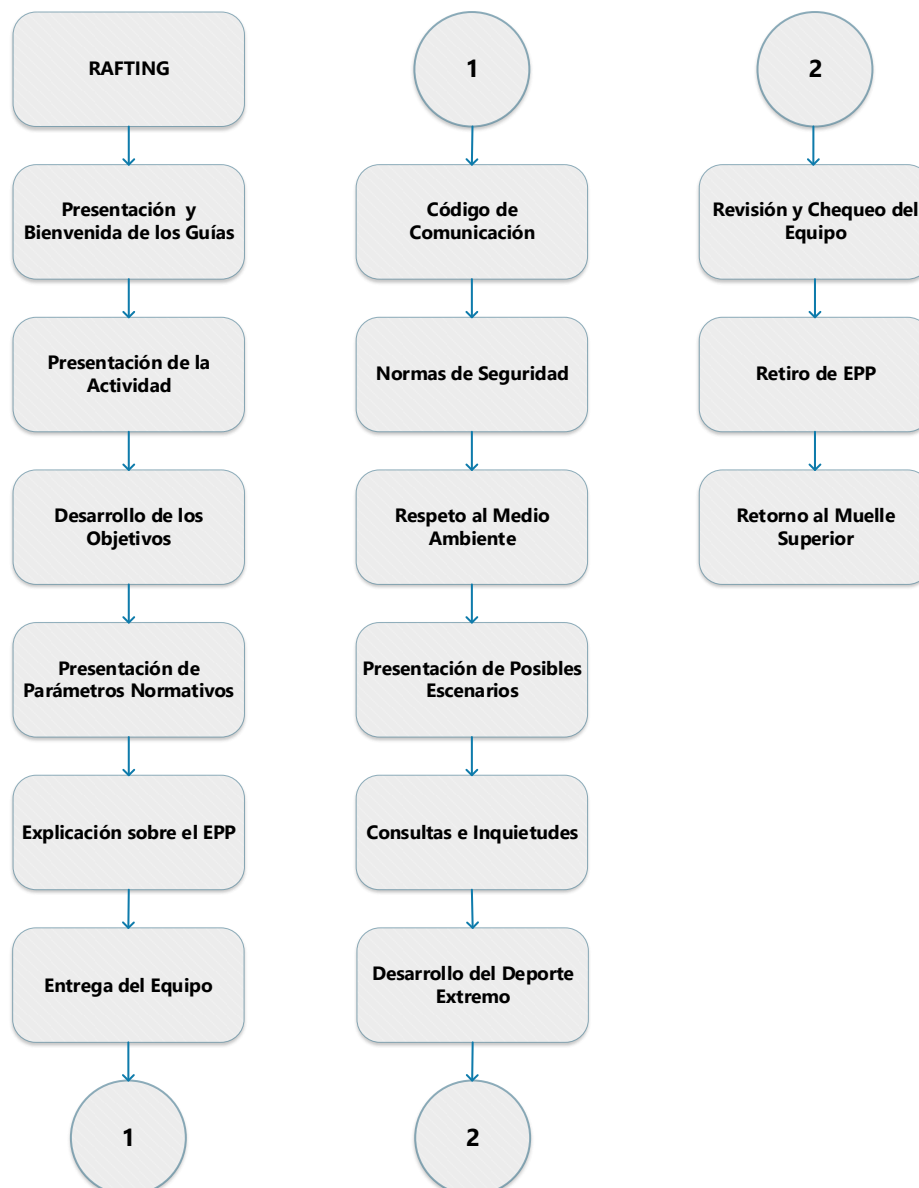 RAFTING
Presentación y
Bienvenida de los Guías
Presentación de la
Actividad
Desarrollo de los
Objetivos
Presentación de
Parámetros Normativos
Explicación sobre el EPP
Entrega del Equipo
1
1
Código de
Comunicación
Normas de Seguridad
Respeto al Medio
Ambiente
Presentación de Posibles
Escenarios
Consultas e Inquietudes
Desarrollo del Deporte
Extremo
2
2
Revisión y Chequeo del
Equipo
Retiro de EPP
Retorno al Muelle
Superior